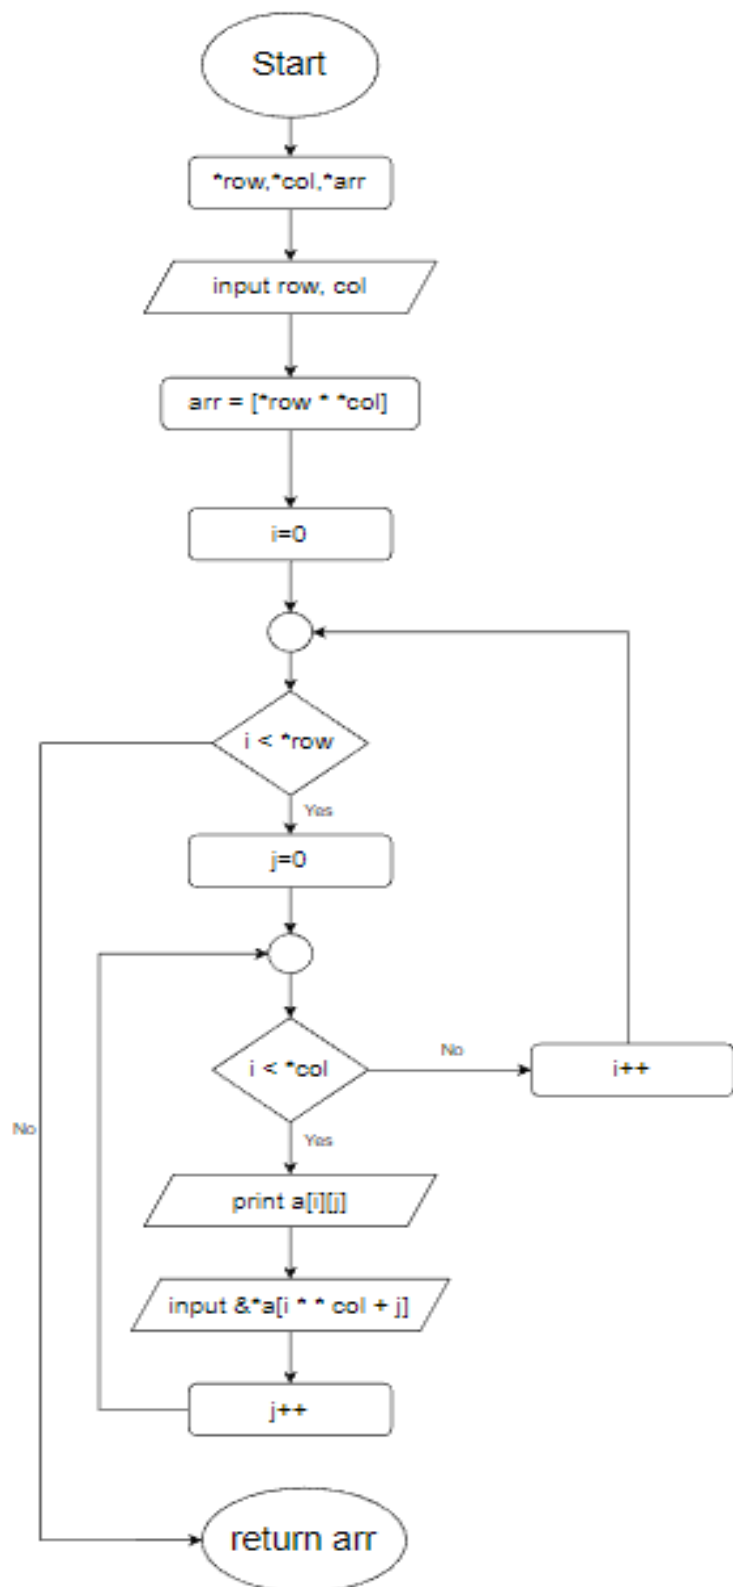 Start
*row,*col,*arr
input row, col
arr = [*row * *col]
i=0
i < *row
Yes
j=0
i < *col
No
i++
No
Yes
print a[i][j]
input &*a[i * * col + j]
j++
return arr